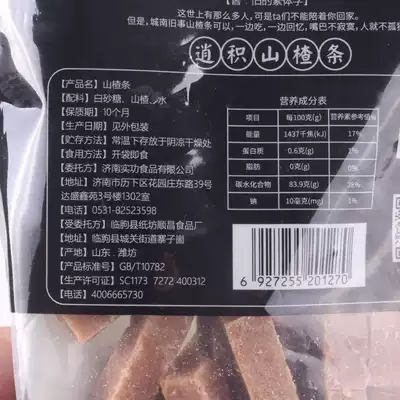 这世上有那么多人，可是ta们不能陪着你回家。
但是，城南旧事山楂条可以，一边吃，一边回忆，嘴巴不寂寞，人就不孤
逍积山楂条
[产品名称] 山楂条
[配料] 白砂糖、山楂、水
[保质期] 10个月
[生产日期] 见外包装
[贮存方法] 常温下存放于阴凉干燥处
[食用方法] 开袋即食
[委托方] 济南实功食品有限公司
[地址] 济南市历下区花园庄东路39号
达盛鑫苑3号楼1302室
[电话] 0531-82523598
[受委托方] 临朐县纸坊顺昌食品厂
[地址] 临朐县城关街道寨子崮
[产地] 山东．潍坊
[产品标准号] GB/T10782
[生产许可证] SC1173 7272 400312
[电话] 4006665730
营养成分表
项目 每100克(g) 营养素参考值%
能量 1437千焦(kJ) 17%
蛋白质 0.6克(g) 1%
脂肪 0克(g) 0%
碳水化合物 83.9克(g) 28%
钠 10毫克(mg) 1%
6 927255 201270